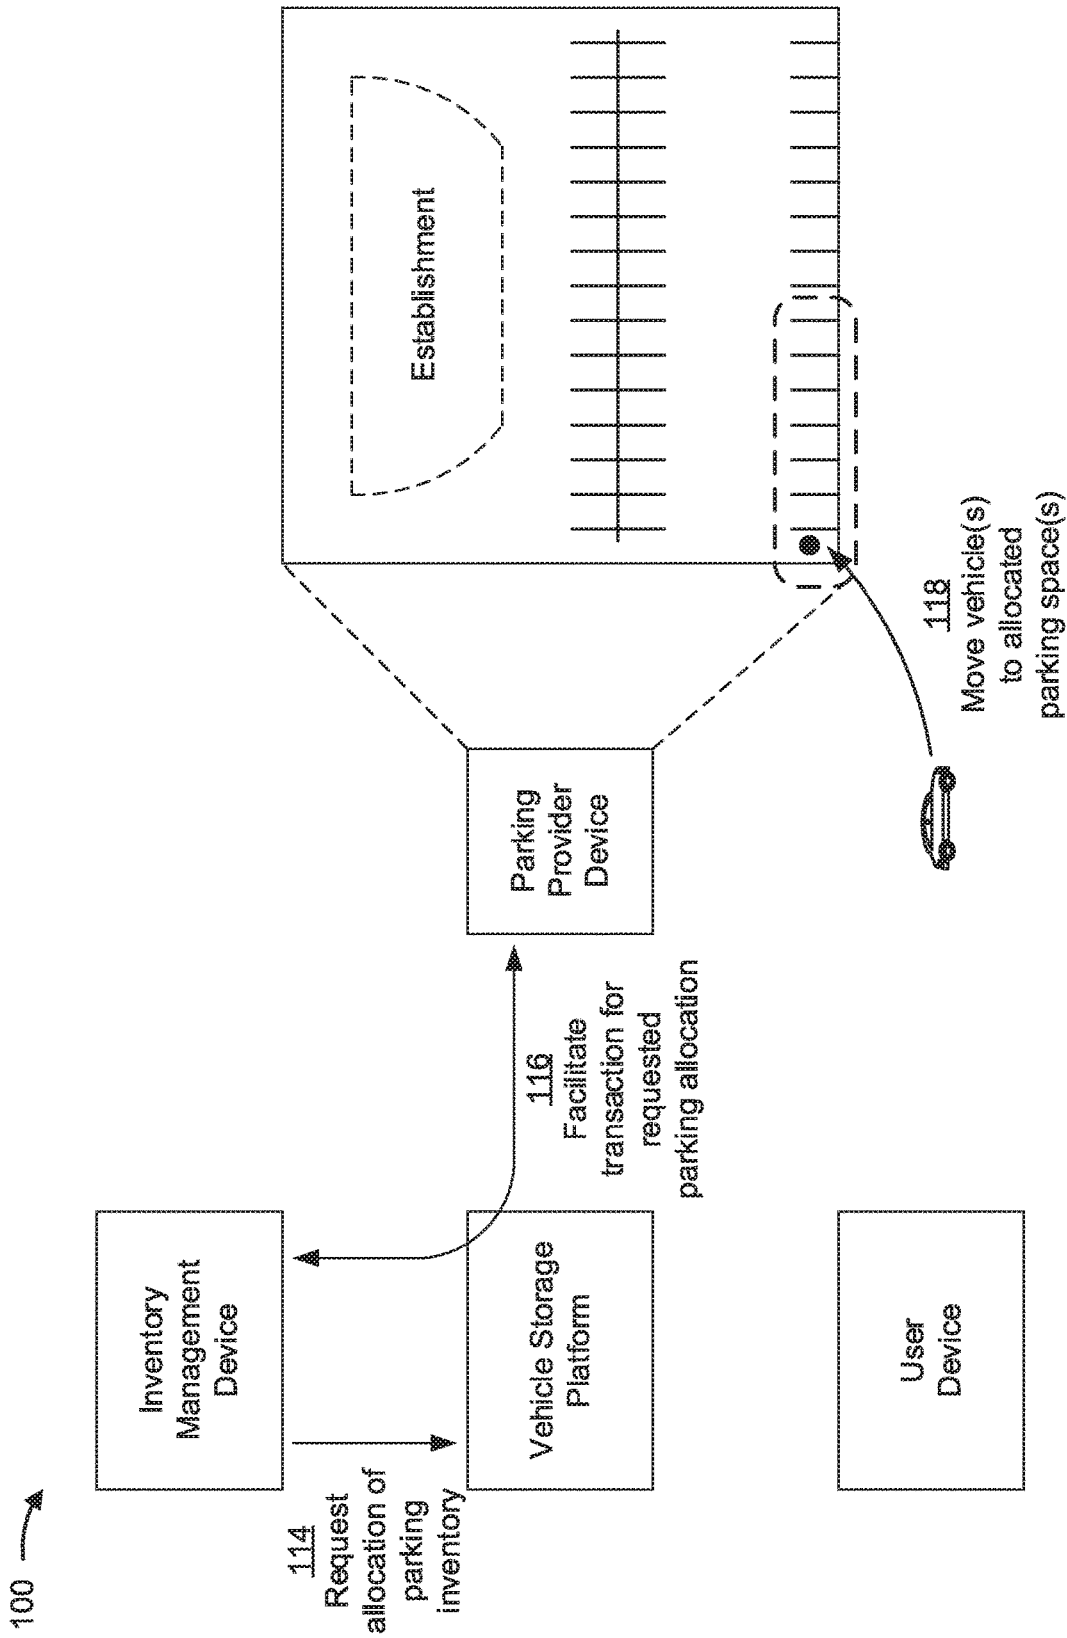 100
Inventory
Management
Device
114
Request
allocation of
parking
inventory
Vehicle Storage
Platform
User
Device
116
Facilitate
transaction for
requested
parking allocation
Parking
Provider
Device
118
Move vehicle(s)
to allocated
parking space(s)
Establishment